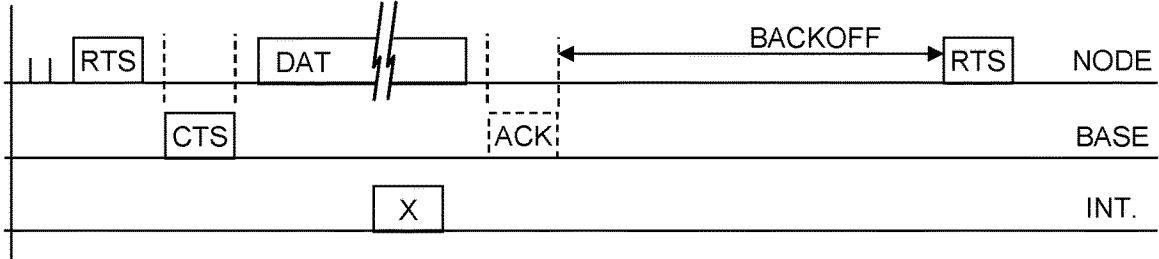 RTS DAT BACKOFF RTS NODE
CTS ACK BASE
X INT.